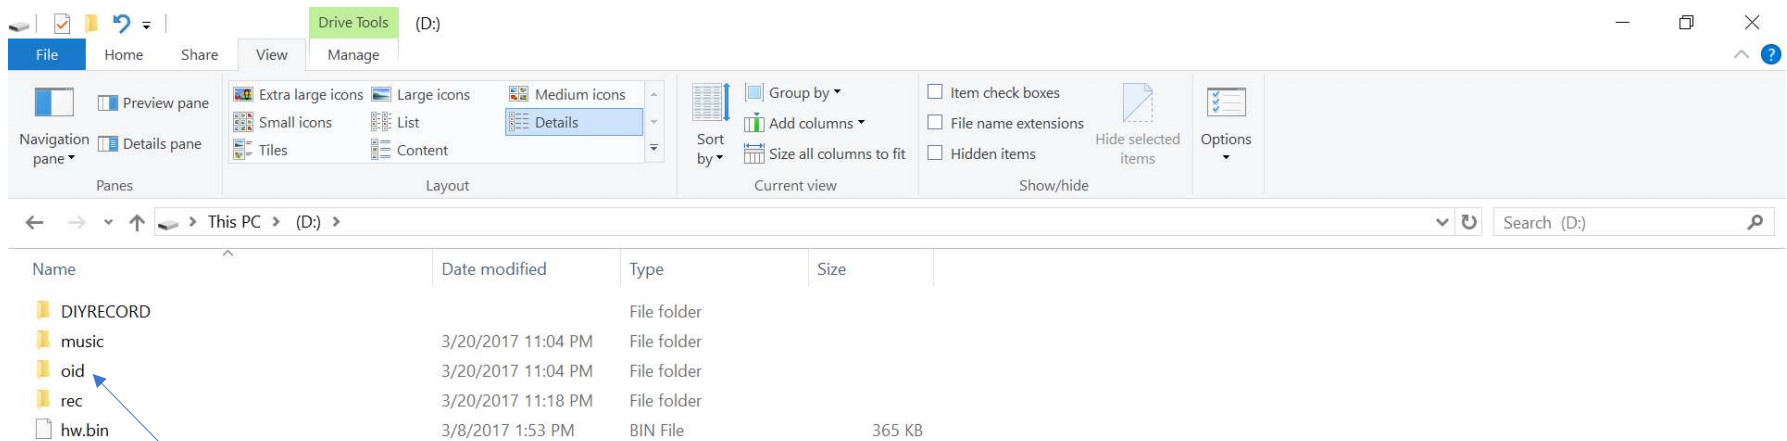 Drive Tools (D:)
File Home Share View Manage
Navigation pane
Preview pane
Details pane
Panes
Extra large icons Large icons Medium icons
Small icons List Details
Tiles Content
Layout
Sort by
Group by
Add columns
Size all columns to fit
Current view
Item check boxes
File name extensions
Hidden items
Hide selected items
Show/hide
Options
This PC > (D:) >
Search (D:)
Name Date modified Type Size
DIYRECORD File folder
music 3/20/2017 11:04 PM File folder
oid 3/20/2017 11:04 PM File folder
rec 3/20/2017 11:18 PM File folder
hw.bin 3/8/2017 1:53 PM BIN File 365 KB